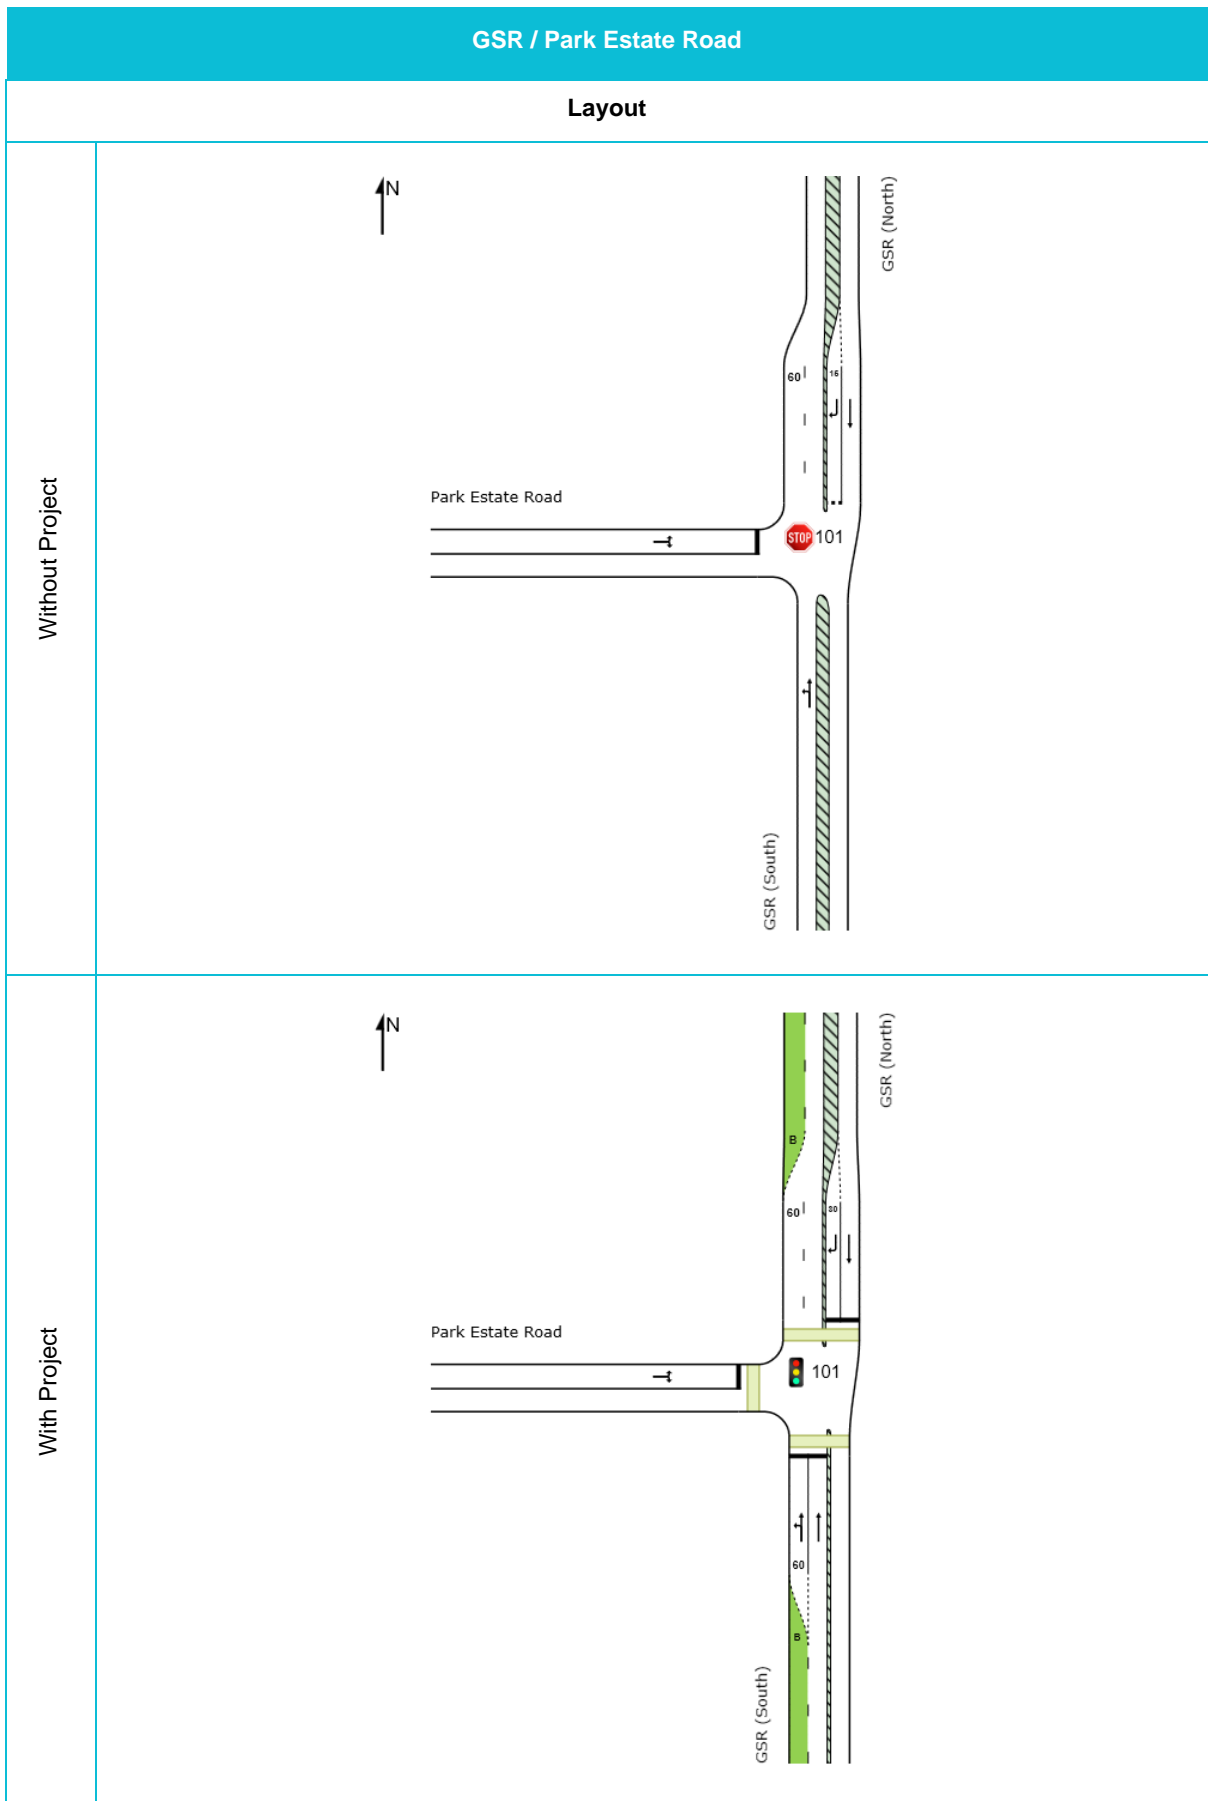 GSR / Park Estate Road
Layout
Without Project
N
GSR (North)
60
16
Park Estate Road
STOP
101
GSR (South)
With Project
N
GSR (North)
B
60
80
Park Estate Road
101
60
B
GSR (South)